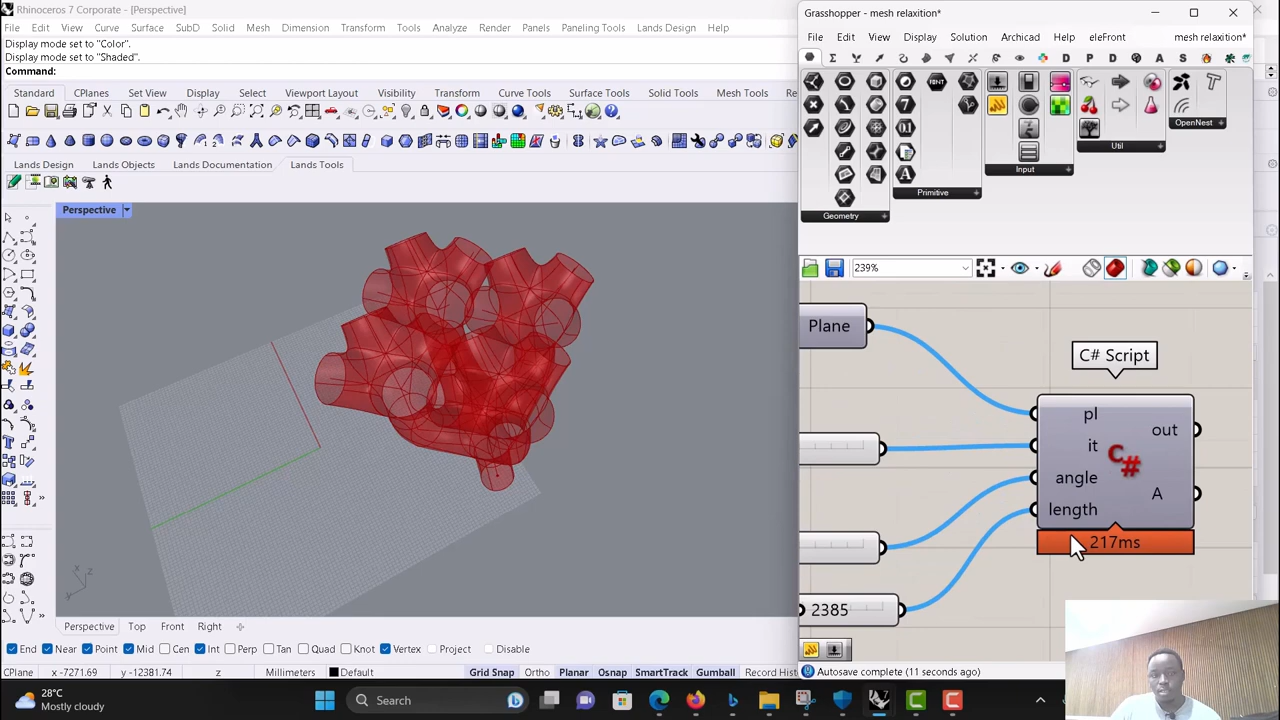 Rhinoceros 7 Corporate - [Perspective]
File Edit View Curve Surface SubD Solid Mesh Dimension Transform Tools Analyze Render Panels Paneling Tools Lands Design Help
Display mode set to "Color".
Display mode set to "Shaded".
Command:
Standard CPlanes Set View Display Select Viewport Layout Visibility Transform Curve Tools Surface Tools Solid Tools Mesh Tools
Lands Design Lands Objects Lands Documentation Lands Tools
Perspective
x z
Perspective Top Front Right
End Near Point Mid Cen Int Perp Tan Quad Knot Vertex Project Disable
CPlane x -7271.69 y -12381.74 z Millimeters Default Grid Snap Ortho Planar Osnap SmartTrack Gumball Record Hist
Grasshopper - mesh relaxition*
File Edit View Display Solution Archicad Help eleFront mesh relaxition*
D P D A S
Geometry Primitive Input Util OpenNest
239%
Plane
C# Script
pl
it
angle
length
out
A
C#
217ms
2385
Autosave complete (11 seconds ago)
28°C
Mostly cloudy
Search